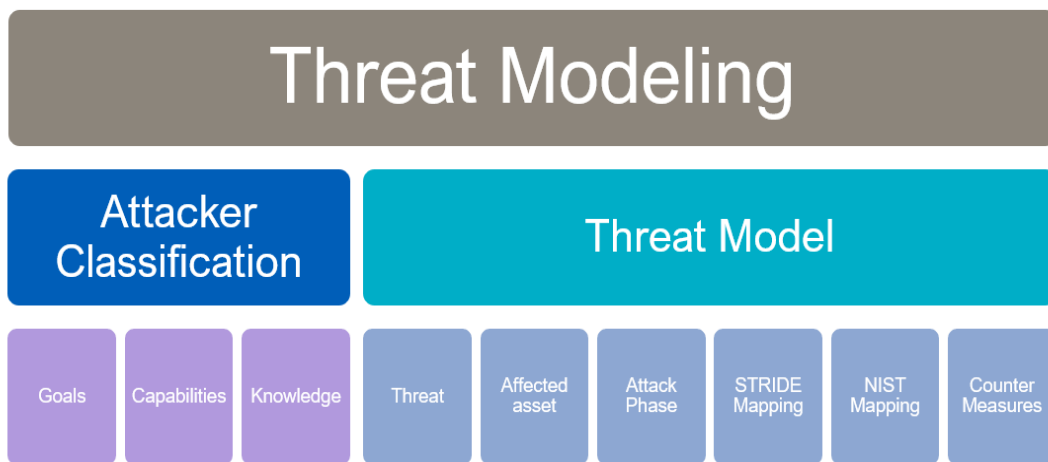 Threat Modeling
Attacker
Classification
Threat Model
Goals
Capabilities
Knowledge
Threat
Affected
asset
Attack
Phase
STRIDE
Mapping
NIST
Mapping
Counter
Measures